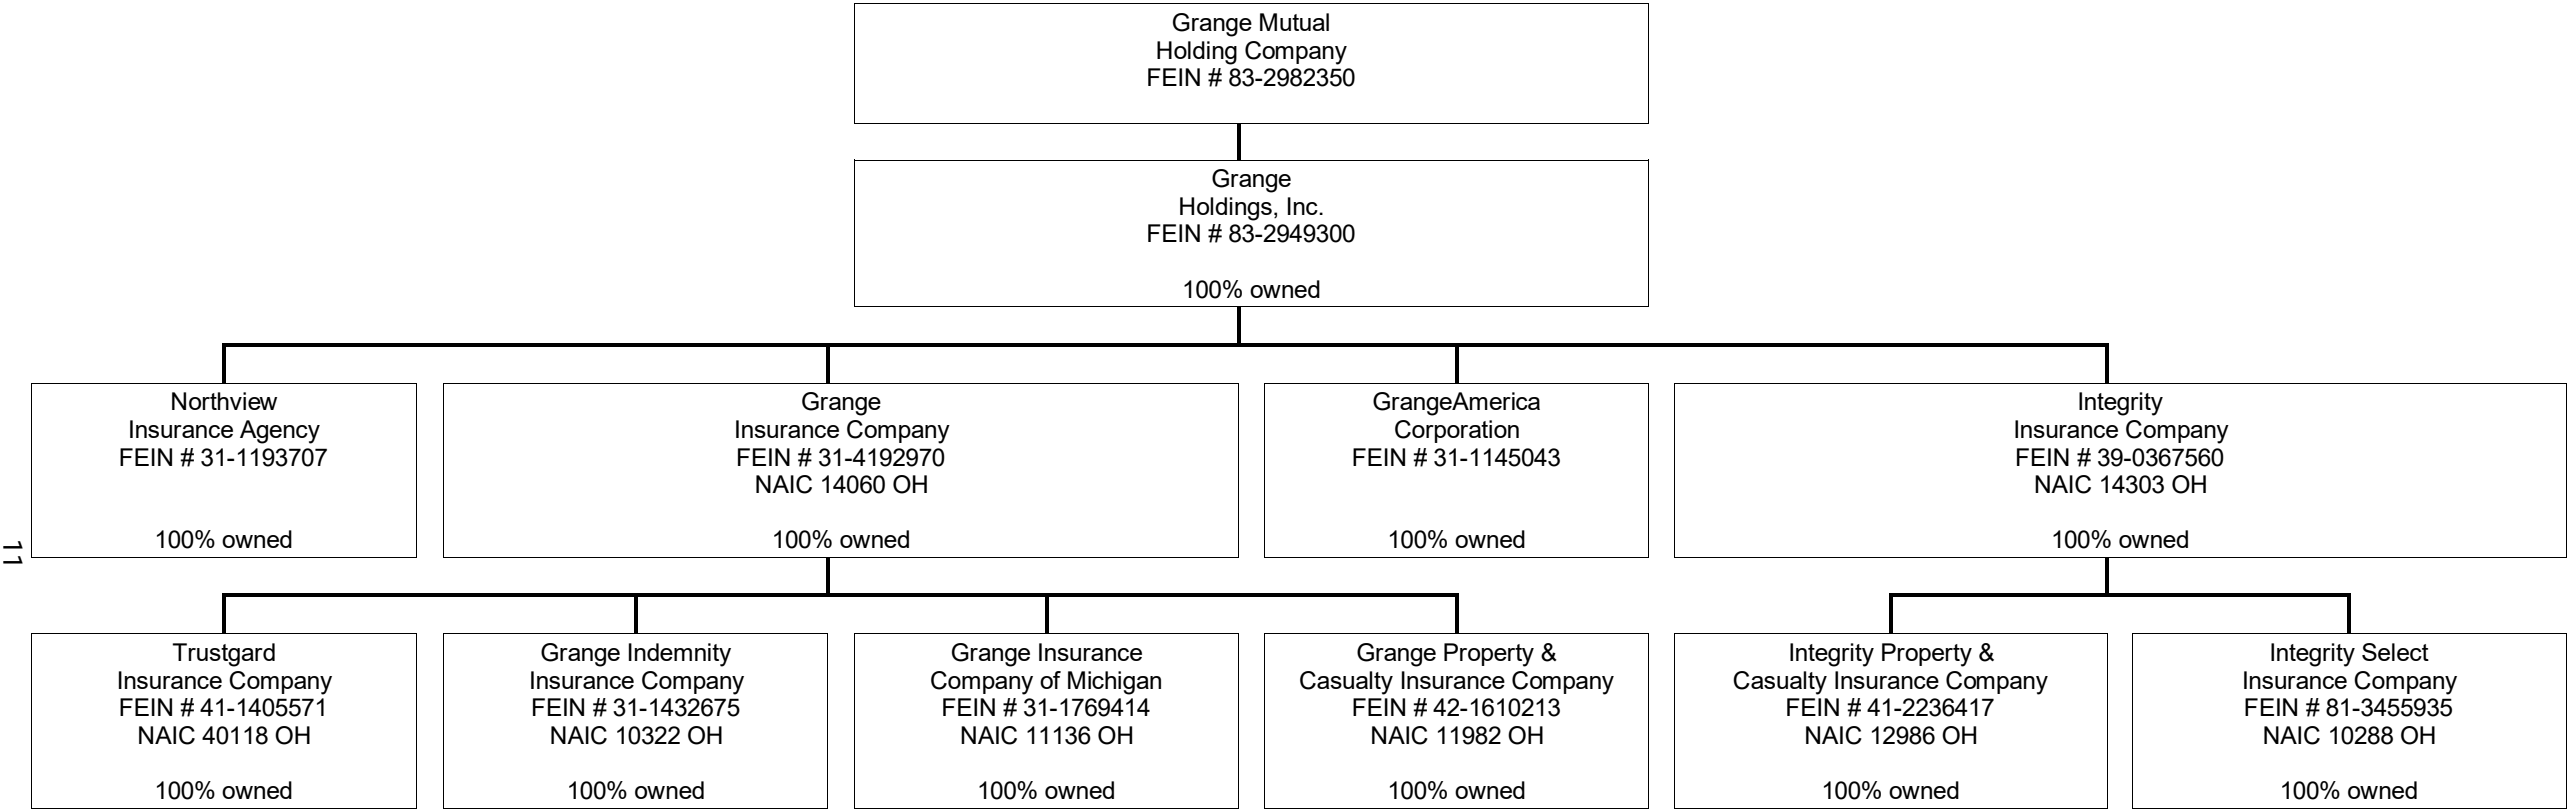 Grange Mutual
Holding Company
FEIN # 83-2982350
Grange
Holdings, Inc.
FEIN # 83-2949300
100% owned
Northview
Insurance Agency
FEIN # 31-1193707
100% owned
Grange
Insurance Company
FEIN # 31-4192970
NAIC 14060 OH
100% owned
GrangeAmerica
Corporation
FEIN # 31-1145043
100% owned
Integrity
Insurance Company
FEIN # 39-0367560
NAIC 14303 OH
100% owned
11
Trustgard
Insurance Company
FEIN # 41-1405571
NAIC 40118 OH
100% owned
Grange Indemnity
Insurance Company
FEIN # 31-1432675
NAIC 10322 OH
100% owned
Grange Insurance
Company of Michigan
FEIN # 31-1769414
NAIC 11136 OH
100% owned
Grange Property &
Casualty Insurance Company
FEIN # 42-1610213
NAIC 11982 OH
100% owned
Integrity Property &
Casualty Insurance Company
FEIN # 41-2236417
NAIC 12986 OH
100% owned
Integrity Select
Insurance Company
FEIN # 81-3455935
NAIC 10288 OH
100% owned